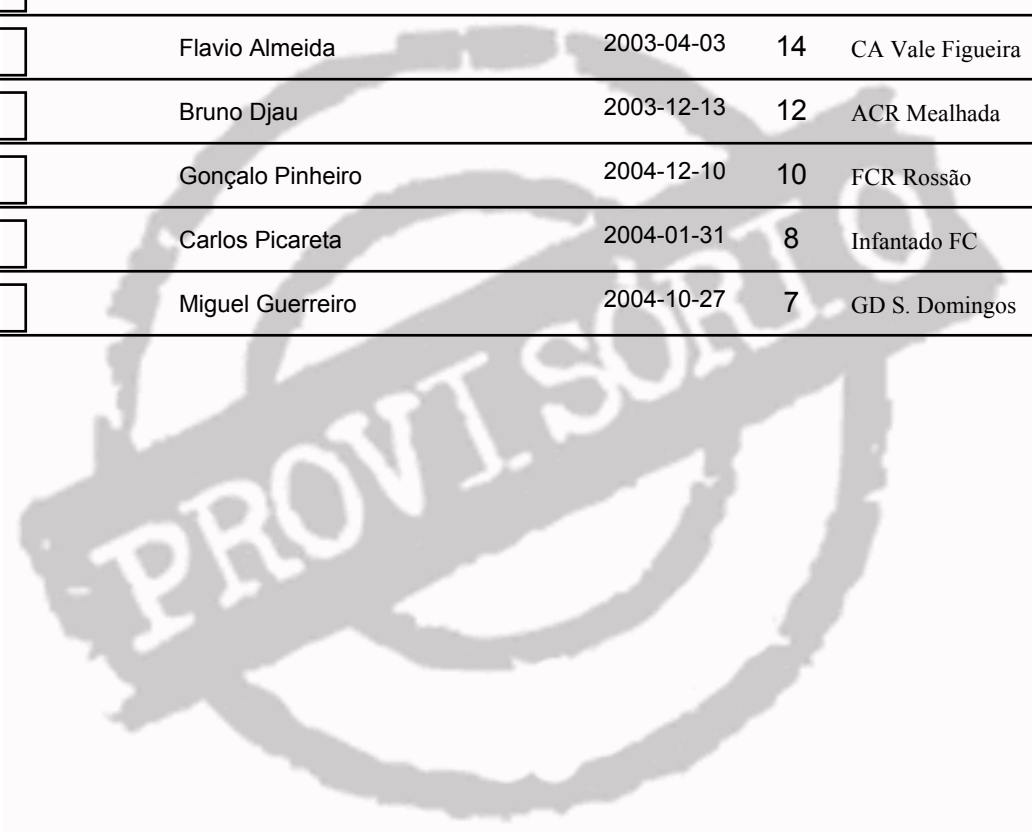 Flavio Almeida 2003-04-03 14 CA Vale Figueira
Bruno Djau 2003-12-13 12 ACR Mealhada
Gonçalo Pinheiro 2004-12-10 10 FCR Rossão
Carlos Picareta 2004-01-31 8 Infantado FC
Miguel Guerreiro 2004-10-27 7 GD S. Domingos
PROVISÓRIO